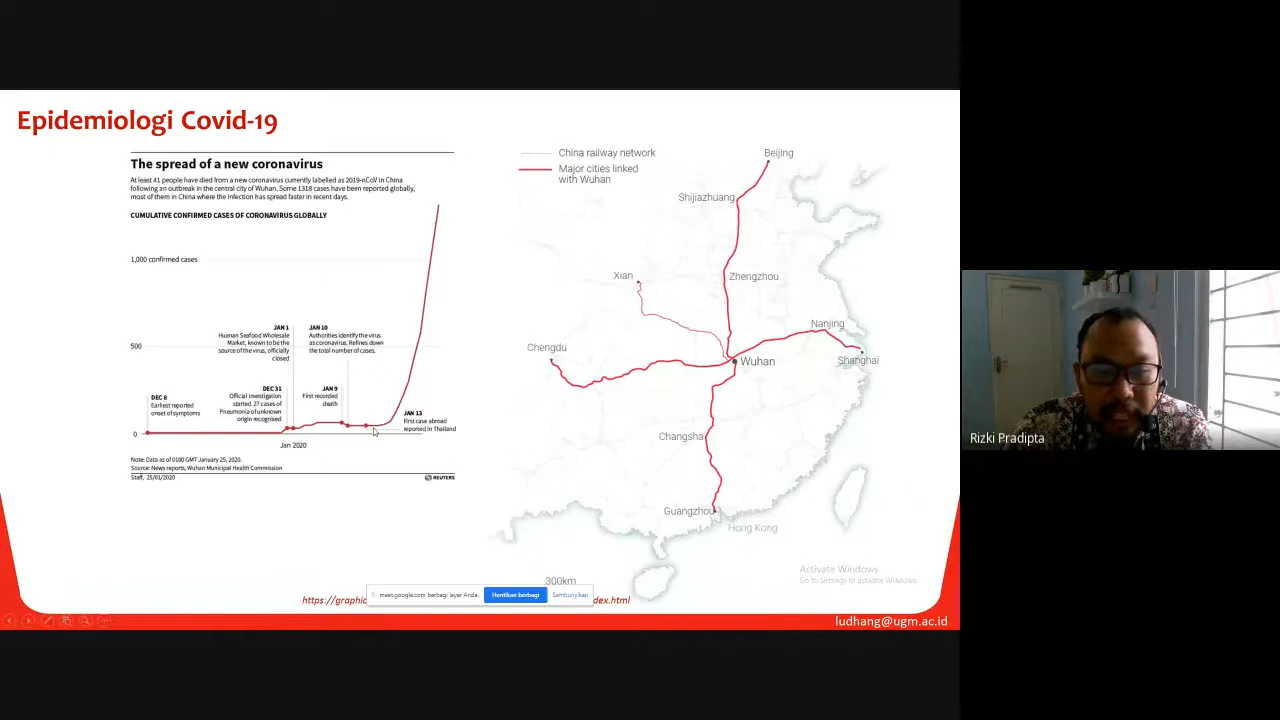 Epidemiologi Covid-19
The spread of a new coronavirus
At least 41 people have died from a new coronavirus currently labelled as 2019-nCoV in China
following an outbreak in the central city of Wuhan. Some 1318 cases have been reported globally,
most of them in China where the infection has spread faster in recent days.
CUMULATIVE CONFIRMED CASES OF CORONAVIRUS GLOBALLY
1,000 confirmed cases
500
0
DEC 8
Earliest reported
onset of symptoms
JAN 1
Huanan Seafood Wholesale
Market, known to be the
source of the virus, officially
closed
JAN 10
Authorities identify the virus
as coronavirus. Refines down
the total number of cases.
DEC 31
Official investigation
started. 27 cases of
Pneumonia of unknown
origin recognised
JAN 9
First recorded
death
JAN 13
First case abroad
reported in Thailand
Jan 2020
Note: Data as of 0100 GMT January 25, 2020.
Source: News reports, Wuhan Municipal Health Commission
Staff, 25/01/2020
REUTERS
China railway network
Major cities linked
with Wuhan
Beijing
Shijiazhuang
Xian
Zhengzhou
Nanjing
Chengdu
Wuhan
Shanghai
Changsha
Guangzhou
Hong Kong
300km
Activate Windows
Go to Settings to activate Windows.
meet.google.com berbagi layar Anda.
Hentikan berbagi
Sembunyikan
https://graphic
dex.html
ludhang@ugm.ac.id
Rizki Pradipta